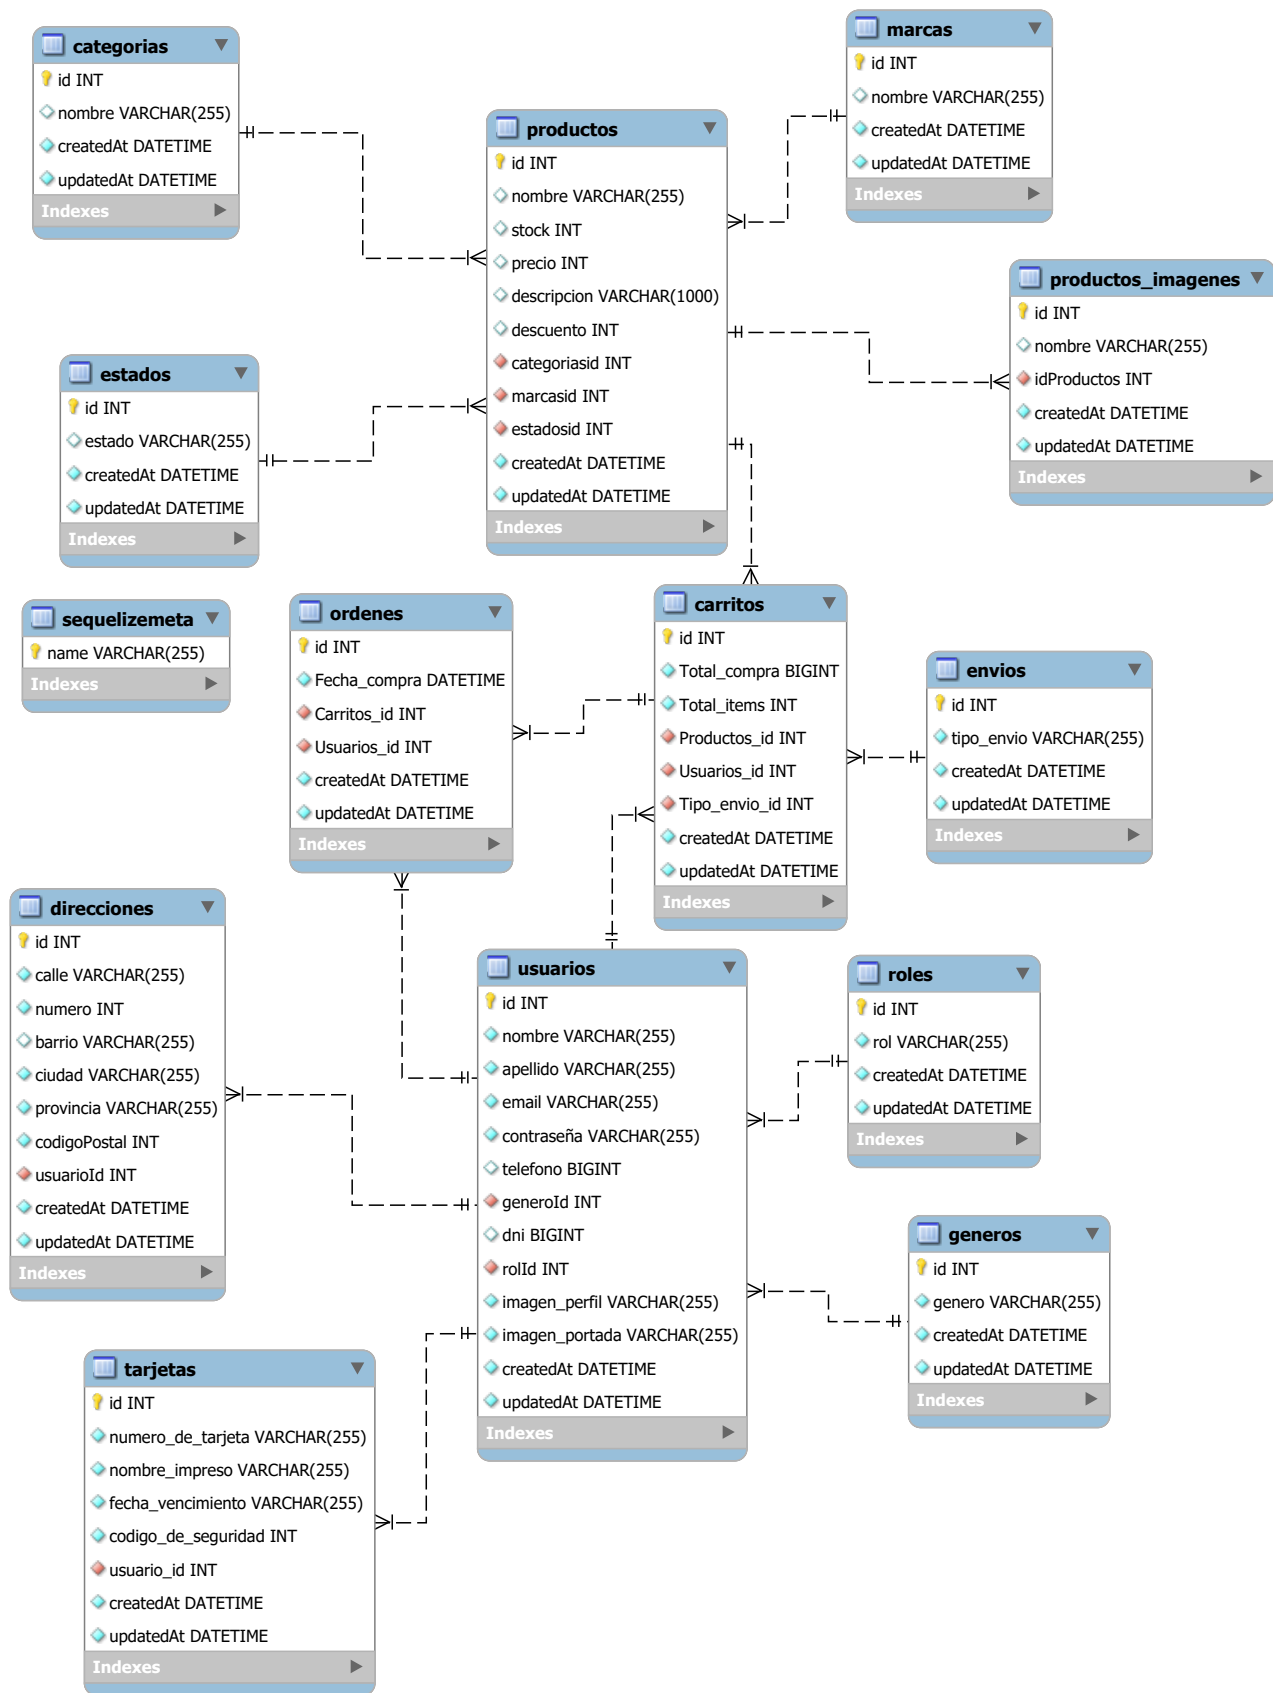 categorias
id INT
nombre VARCHAR(255)
createdAt DATETIME
updatedAt DATETIME
Indexes
marcas
id INT
nombre VARCHAR(255)
createdAt DATETIME
updatedAt DATETIME
Indexes
productos
id INT
nombre VARCHAR(255)
stock INT
precio INT
descripcion VARCHAR(1000)
descuento INT
categoriasid INT
marcasid INT
estadosid INT
createdAt DATETIME
updatedAt DATETIME
Indexes
productos_imagenes
id INT
nombre VARCHAR(255)
idProductos INT
createdAt DATETIME
updatedAt DATETIME
Indexes
estados
id INT
estado VARCHAR(255)
createdAt DATETIME
updatedAt DATETIME
Indexes
sequelizemeta
name VARCHAR(255)
Indexes
ordenes
id INT
Fecha_compra DATETIME
Carritos_id INT
Usuarios_id INT
createdAt DATETIME
updatedAt DATETIME
Indexes
carritos
id INT
Total_compra BIGINT
Total_items INT
Productos_id INT
Usuarios_id INT
Tipo_envio_id INT
createdAt DATETIME
updatedAt DATETIME
Indexes
envios
id INT
tipo_envio VARCHAR(255)
createdAt DATETIME
updatedAt DATETIME
Indexes
direcciones
id INT
calle VARCHAR(255)
numero INT
barrio VARCHAR(255)
ciudad VARCHAR(255)
provincia VARCHAR(255)
codigoPostal INT
usuarioId INT
createdAt DATETIME
updatedAt DATETIME
Indexes
usuarios
id INT
nombre VARCHAR(255)
apellido VARCHAR(255)
email VARCHAR(255)
contraseña VARCHAR(255)
telefono BIGINT
generoId INT
dni BIGINT
rolId INT
imagen_perfil VARCHAR(255)
imagen_portada VARCHAR(255)
createdAt DATETIME
updatedAt DATETIME
Indexes
roles
id INT
rol VARCHAR(255)
createdAt DATETIME
updatedAt DATETIME
Indexes
generos
id INT
genero VARCHAR(255)
createdAt DATETIME
updatedAt DATETIME
Indexes
tarjetas
id INT
numero_de_tarjeta VARCHAR(255)
nombre_impreso VARCHAR(255)
fecha_vencimiento VARCHAR(255)
codigo_de_seguridad INT
usuario_id INT
createdAt DATETIME
updatedAt DATETIME
Indexes